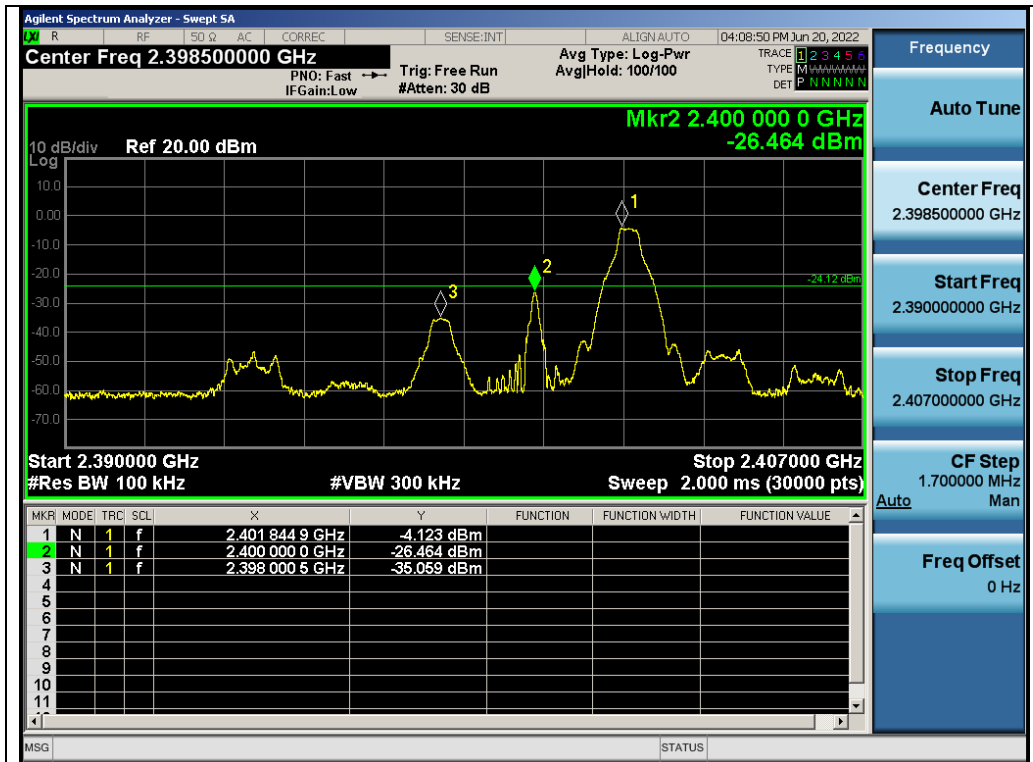 Agilent Spectrum Analyzer - Swept SA
LXI R RF 50 Ω AC CORREC SENSE:INT ALIGN AUTO 04:08:50 PM Jun 20, 2022
Center Freq 2.398500000 GHz
PNO: Fast
IFGain:Low
Trig: Free Run
#Atten: 30 dB
Avg Type: Log-Pwr
Avg|Hold: 100/100
TRACE 1 2 3 4 5 6
TYPE M
DET P N N N N N
Mkr2 2.400 000 0 GHz
-26.464 dBm
10 dB/div Ref 20.00 dBm
Log
10.0
0.00
-10.0
-20.0
-30.0
-40.0
-50.0
-60.0
-70.0
1
2
3
-24.12 dBm
Start 2.390000 GHz Stop 2.407000 GHz
#Res BW 100 kHz #VBW 300 kHz Sweep 2.000 ms (30000 pts)
MKR MODE TRC SCL X Y FUNCTION FUNCTION WIDTH FUNCTION VALUE
1 N 1 f 2.401 844 9 GHz -4.123 dBm
2 N 1 f 2.400 000 0 GHz -26.464 dBm
3 N 1 f 2.398 000 5 GHz -35.059 dBm
4
5
6
7
8
9
10
11
MSG STATUS
Frequency
Auto Tune
Center Freq
2.398500000 GHz
Start Freq
2.390000000 GHz
Stop Freq
2.407000000 GHz
CF Step
1.700000 MHz
Auto Man
Freq Offset
0 Hz